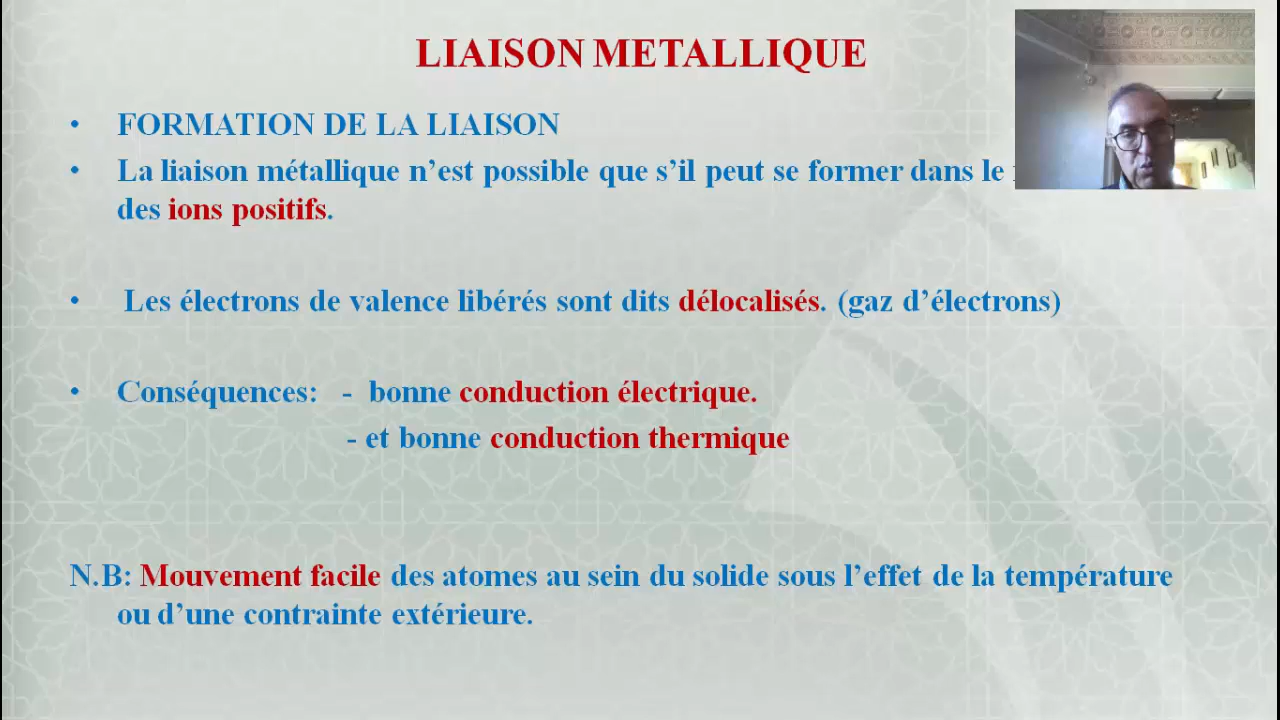 LIAISON METALLIQUE
• FORMATION DE LA LIAISON
• La liaison métallique n’est possible que s’il peut se former dans le
des ions positifs.
• Les électrons de valence libérés sont dits délocalisés. (gaz d’électrons)
• Conséquences: - bonne conduction électrique.
- et bonne conduction thermique
N.B: Mouvement facile des atomes au sein du solide sous l’effet de la température
ou d’une contrainte extérieure.